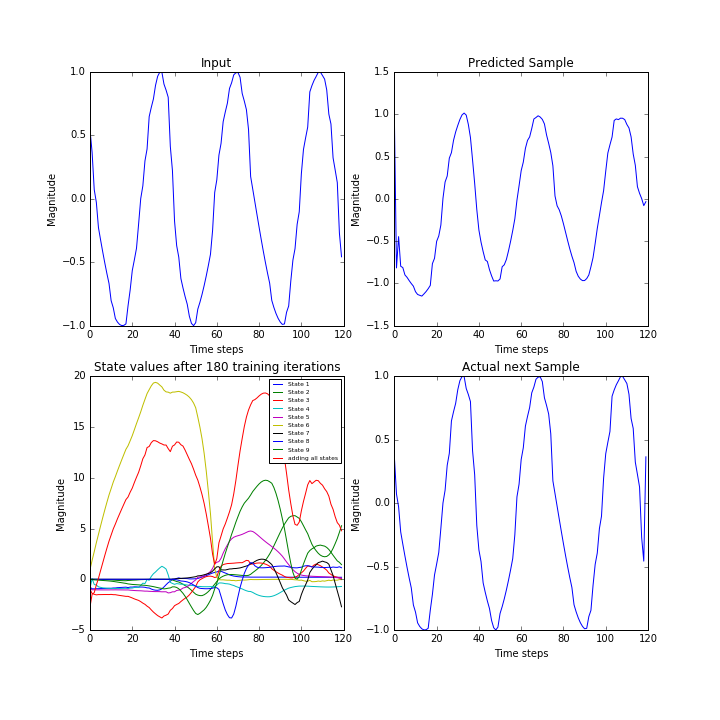 Input
Magnitude
1.0
0.5
0.0
−0.5
−1.0
0 20 40 60 80 100 120
Time steps
Predicted Sample
Magnitude
1.5
1.0
0.5
0.0
−0.5
−1.0
−1.5
0 20 40 60 80 100 120
Time steps
State values after 180 training iterations
Magnitude
20
15
10
5
0
−5
0 20 40 60 80 100 120
Time steps
State 1
State 2
State 3
State 4
State 5
State 6
State 7
State 8
State 9
adding all states
Actual next Sample
Magnitude
1.0
0.5
0.0
−0.5
−1.0
0 20 40 60 80 100 120
Time steps